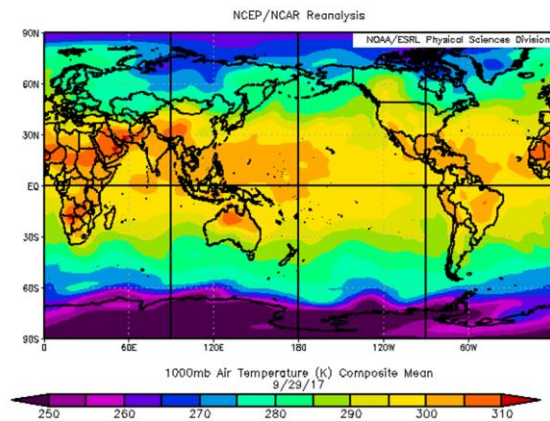 NCEP/NCAR Reanalysis
NOAA/ESRL Physical Sciences Division
90N
60N
30N
EQ
30S
60S
90S
0 60E 120E 180 120W 60W
1000mb Air Temperature (K) Composite Mean
9/29/17
250 260 270 280 290 300 310